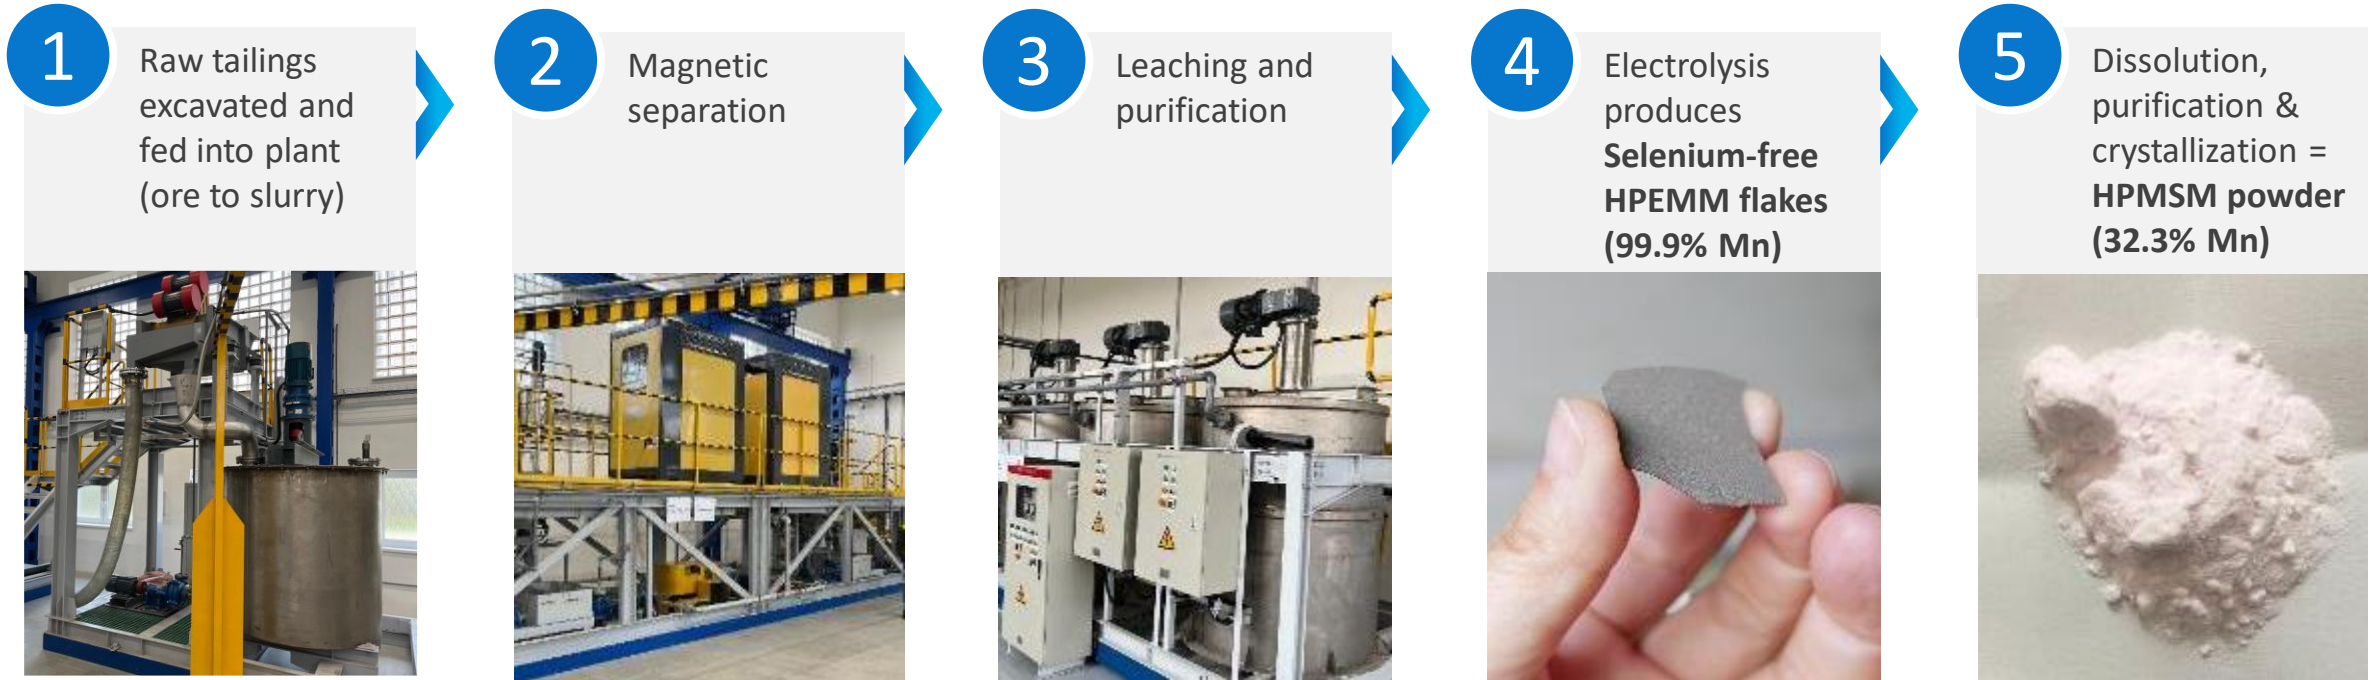 1
Raw tailings
excavated and
fed into plant
(ore to slurry)
2
Magnetic
separation
3
Leaching and
purification
4
Electrolysis
produces
Selenium-free
HPEMM flakes
(99.9% Mn)
5
Dissolution,
purification &
crystallization =
HPMSM powder
(32.3% Mn)